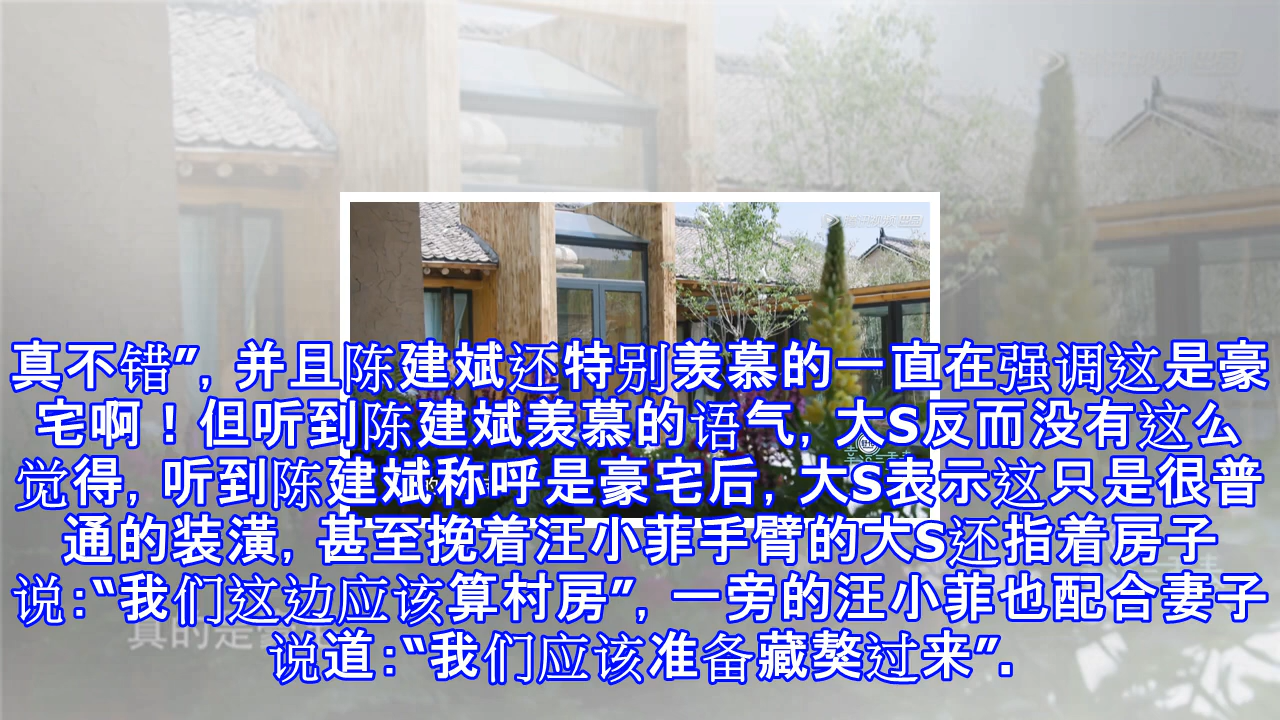 真不错”, 并且陈建斌还特别羡慕的一直在强调这是豪
宅啊！但听到陈建斌羡慕的语气, 大S反而没有这么
觉得, 听到陈建斌称呼是豪宅后, 大S表示这只是很普
通的装潢, 甚至挽着汪小菲手臂的大S还指着房子
说:“我们这边应该算村房”, 一旁的汪小菲也配合妻子
说道:“我们应该准备藏獒过来”.
真的是